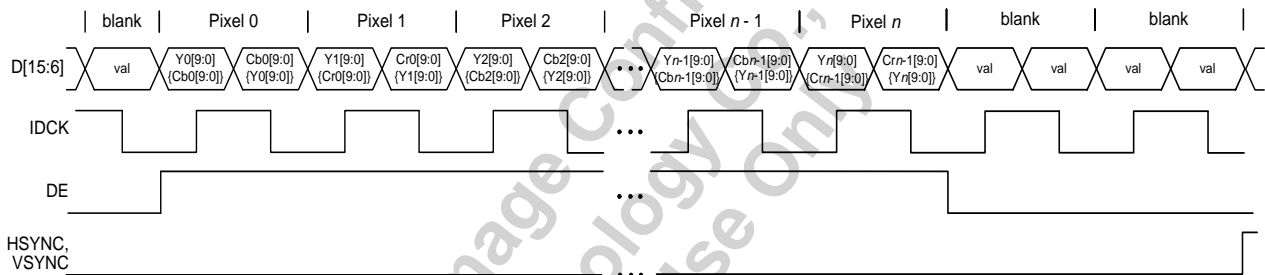 blank Pixel 0 Pixel 1 Pixel 2 Pixel n - 1 Pixel n blank blank
D[15:6] val Y0[9:0] Cb0[9:0] Y1[9:0] Cr0[9:0] Y2[9:0] Cb2[9:0] ••• Yn-1[9:0] Cbn-1[9:0] Yn[9:0] Crn-1[9:0] val val val val
{Cb0[9:0]} {Y0[9:0]} {Cr0[9:0]} {Y1[9:0]} {Cb2[9:0]} {Y2[9:0]} {Cbn-1[9:0]} {Yn-1[9:0]} {Crn-1[9:0]} {Yn[9:0]}
IDCK •••
DE •••
HSYNC,
VSYNC •••
ology Co.,
se Only